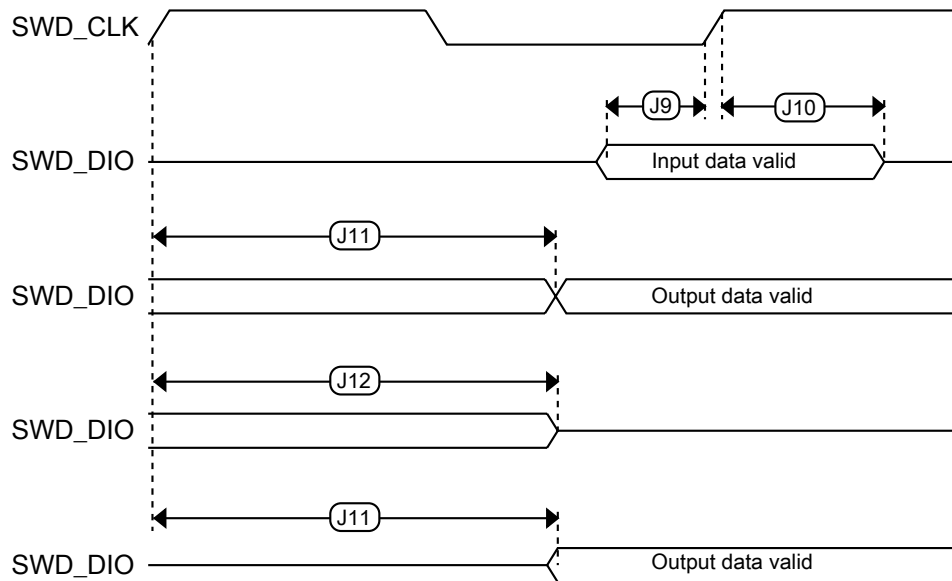 SWD_CLK
J9
J10
SWD_DIO
Input data valid
J11
SWD_DIO
Output data valid
J12
SWD_DIO
J11
SWD_DIO
Output data valid